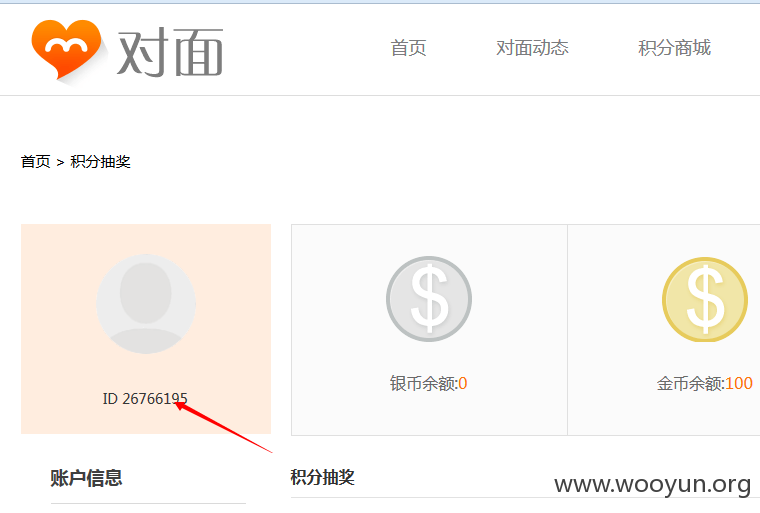 对面
首页 对面动态 积分商城
首页 > 积分抽奖
$ $
ID 26766195
银币余额:0 金币余额:100
账户信息 积分抽奖
www.wooyun.org